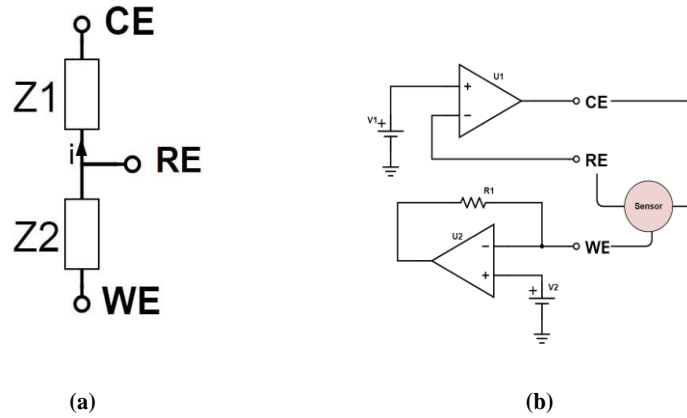 CE
Z1
i
RE
Z2
WE
(a)
U1
+
−
V1
+
CE
RE
R1
Sensor
U2
−
+
WE
+
V2
(b)